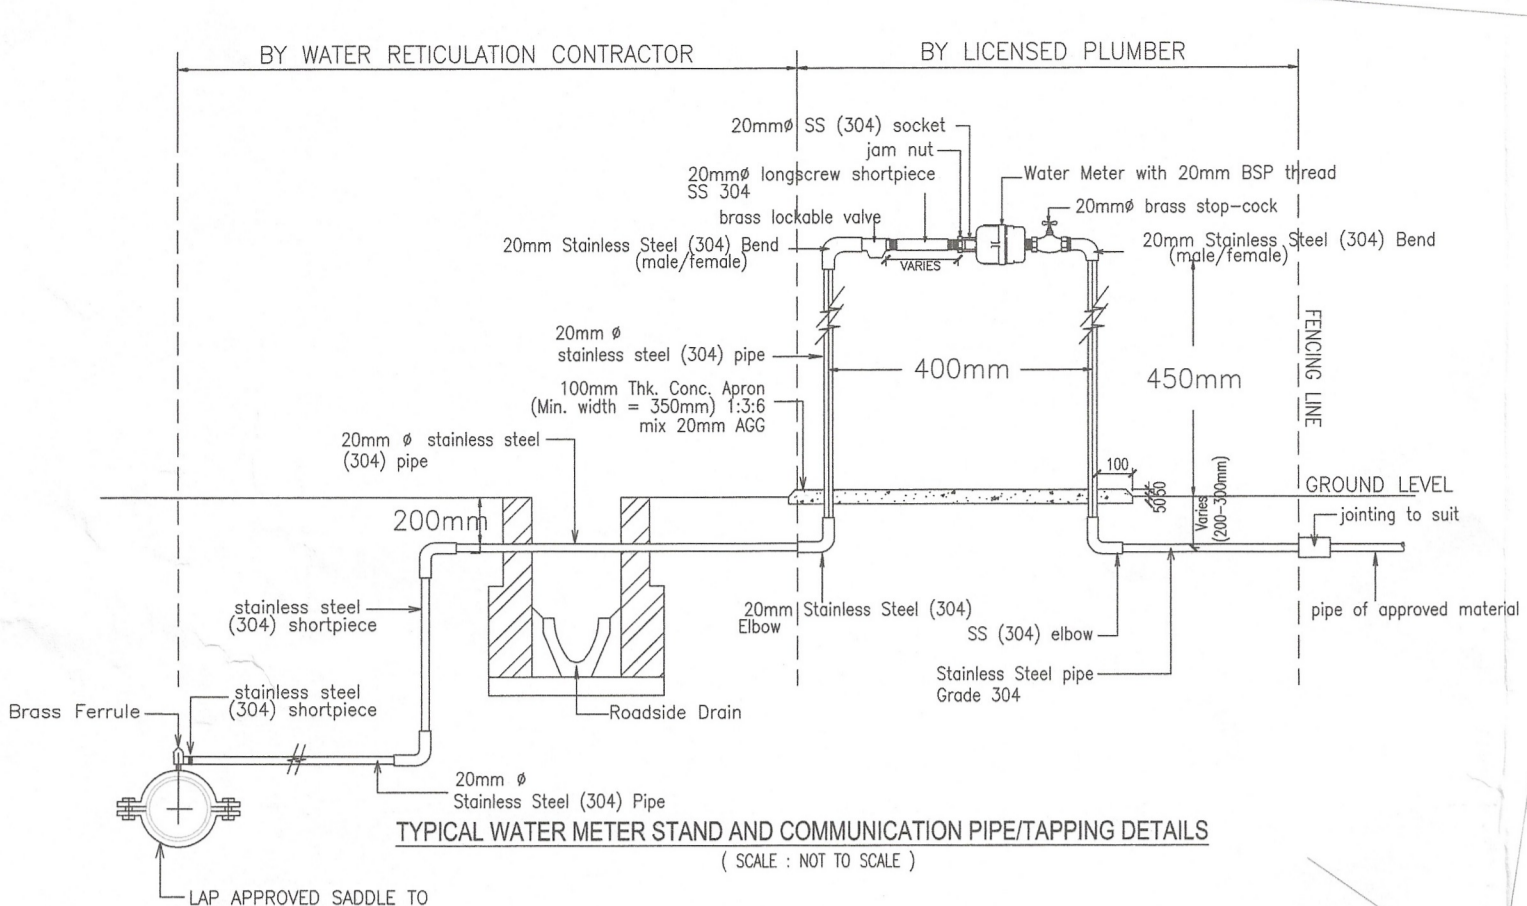 BY WATER RETICULATION CONTRACTOR
BY LICENSED PLUMBER
20mmø SS (304) socket
jam nut
20mmø longscrew shortpiece
SS 304
brass lockable valve
20mm Stainless Steel (304) Bend
(male/female)
Water Meter with 20mm BSP thread
20mmø brass stop-cock
20mm Stainless Steel (304) Bend
(male/female)
VARIES
20mm ø
stainless steel (304) pipe
400mm
450mm
FENCING LINE
100mm Thk. Conc. Apron
(Min. width = 350mm) 1:3:6
mix 20mm AGG
20mm ø stainless steel
(304) pipe
100
50
50
Varies
(200-300mm)
GROUND LEVEL
jointing to suit
200mm
stainless steel
(304) shortpiece
20mm Stainless Steel (304)
Elbow
SS (304) elbow
pipe of approved material
Stainless Steel pipe
Grade 304
stainless steel
(304) shortpiece
Brass Ferrule
Roadside Drain
20mm ø
Stainless Steel (304) Pipe
TYPICAL WATER METER STAND AND COMMUNICATION PIPE/TAPPING DETAILS
( SCALE : NOT TO SCALE )
LAP APPROVED SADDLE TO